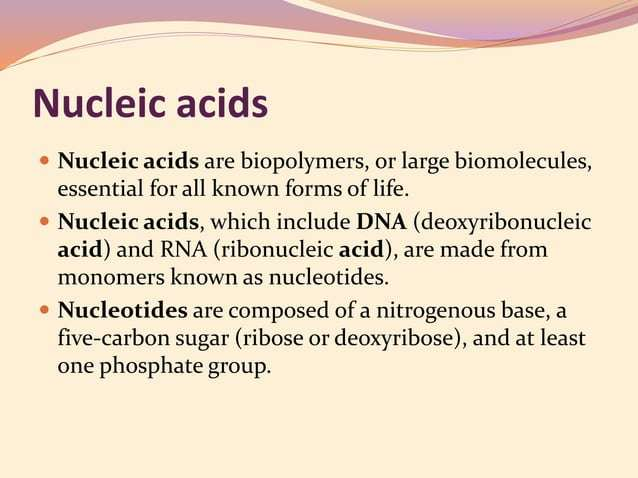 Nucleic acids
Nucleic acids are biopolymers, or large biomolecules,
essential for all known forms of life.
Nucleic acids, which include DNA (deoxyribonucleic
acid) and RNA (ribonucleic acid), are made from
monomers known as nucleotides.
Nucleotides are composed of a nitrogenous base, a
five-carbon sugar (ribose or deoxyribose), and at least
one phosphate group.